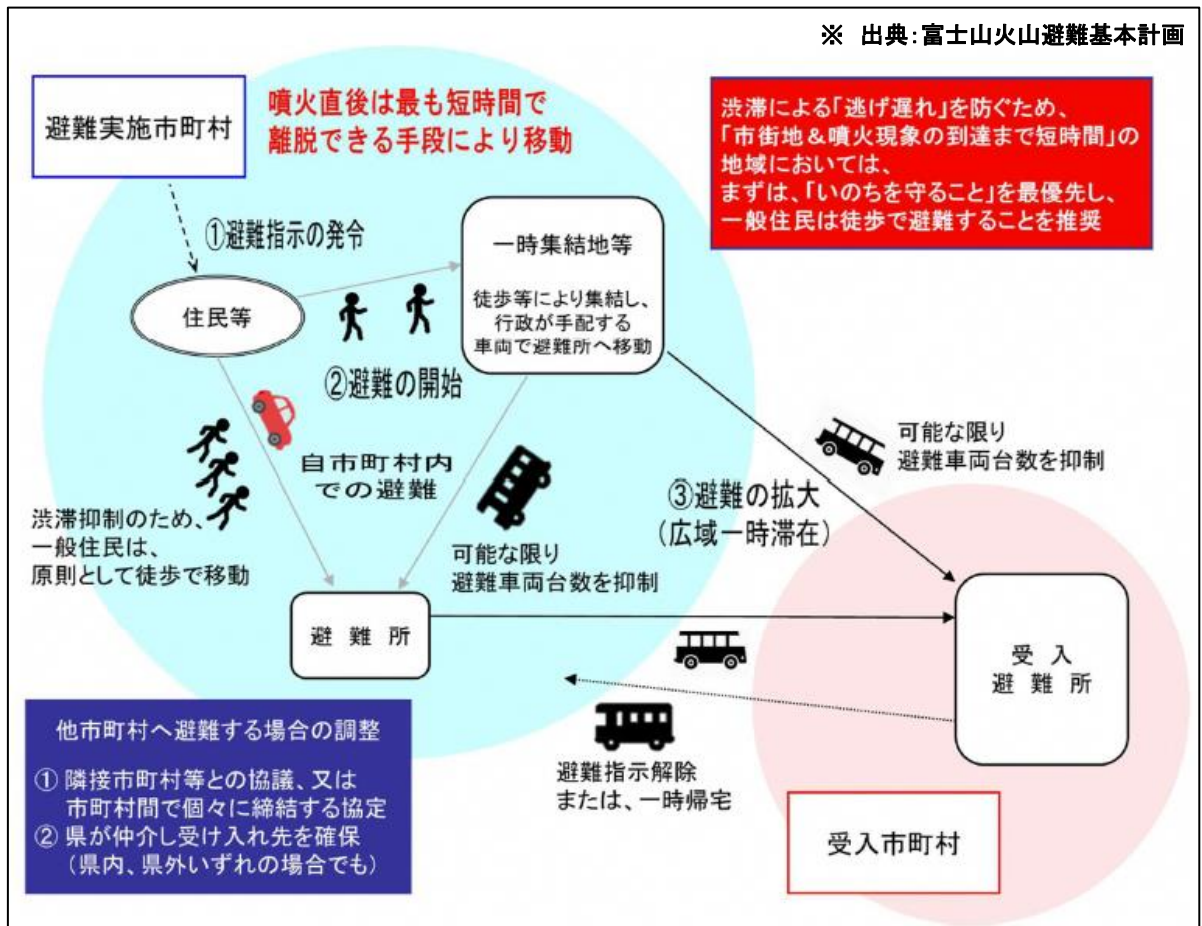 ※ 出典:富士山火山避難基本計画
避難実施市町村
噴火直後は最も短時間で
離脱できる手段により移動
渋滞による「逃げ遅れ」を防ぐため、
「市街地&噴火現象の到達まで短時間」の
地域においては、
まずは、「いのちを守ること」を最優先し、
一般住民は徒歩で避難することを推奨
①避難指示の発令
住民等
一時集結地等
徒歩等により集結し、
行政が手配する
車両で避難所へ移動
②避難の開始
自市町村内
での避難
渋滞抑制のため、
一般住民は、
原則として徒歩で移動
可能な限り
避難車両台数を抑制
可能な限り
避難車両台数を抑制
③避難の拡大
(広域一時滞在)
避難所
受入
避難所
避難指示解除
または、一時帰宅
他市町村へ避難する場合の調整
① 隣接市町村等との協議、又は
市町村間で個々に締結する協定
② 県が仲介し受け入れ先を確保
(県内、県外いずれの場合でも)
受入市町村